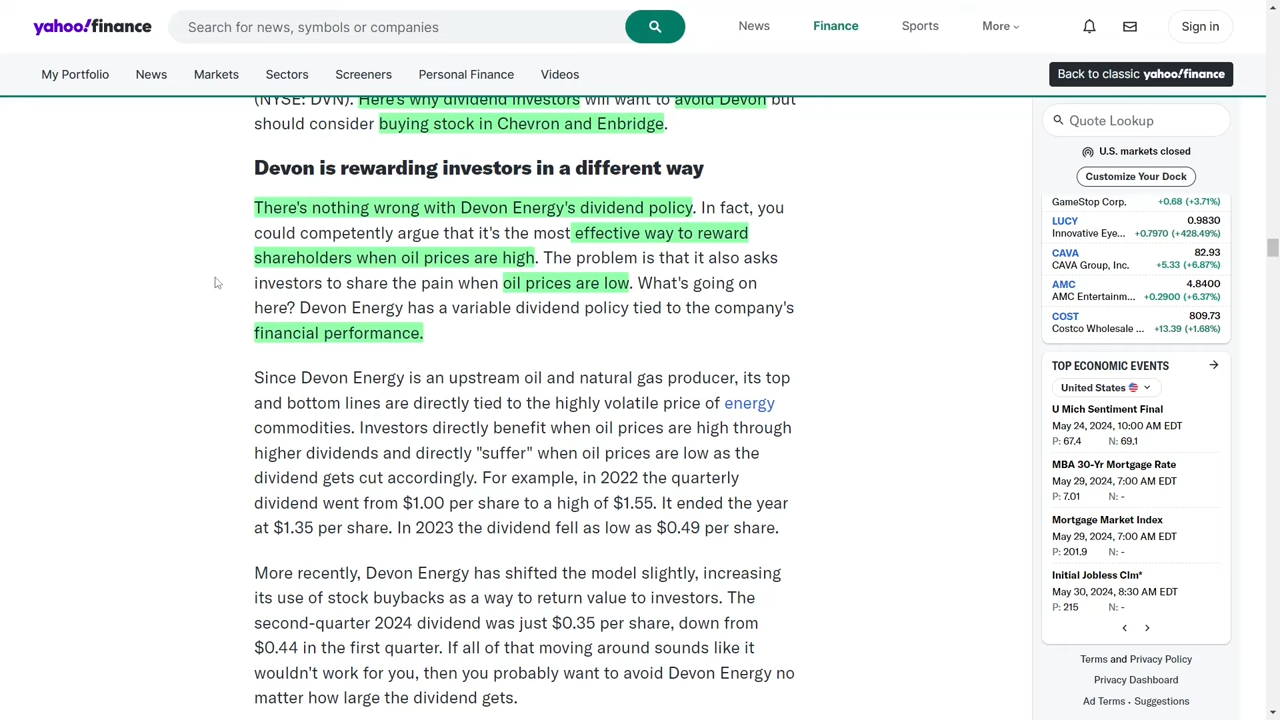 yahoo!finance
Search for news, symbols or companies
News
Finance
Sports
More
Sign in
My Portfolio
News
Markets
Sectors
Screeners
Personal Finance
Videos
Back to classic yahoo!finance
(NYSE: DVN). Here's why dividend investors will want to avoid Devon but
should consider buying stock in Chevron and Enbridge.
Devon is rewarding investors in a different way
There's nothing wrong with Devon Energy's dividend policy. In fact, you
could competently argue that it's the most effective way to reward
shareholders when oil prices are high. The problem is that it also asks
investors to share the pain when oil prices are low. What's going on
here? Devon Energy has a variable dividend policy tied to the company's
financial performance.
Since Devon Energy is an upstream oil and natural gas producer, its top
and bottom lines are directly tied to the highly volatile price of energy
commodities. Investors directly benefit when oil prices are high through
higher dividends and directly "suffer" when oil prices are low as the
dividend gets cut accordingly. For example, in 2022 the quarterly
dividend went from $1.00 per share to a high of $1.55. It ended the year
at $1.35 per share. In 2023 the dividend fell as low as $0.49 per share.
More recently, Devon Energy has shifted the model slightly, increasing
its use of stock buybacks as a way to return value to investors. The
second-quarter 2024 dividend was just $0.35 per share, down from
$0.44 in the first quarter. If all of that moving around sounds like it
wouldn't work for you, then you probably want to avoid Devon Energy no
matter how large the dividend gets.
Quote Lookup
U.S. markets closed
Customize Your Dock
GameStop Corp. +0.68 (+3.71%)
LUCY 0.9830
Innovative Eye... +0.7970 (+428.49%)
CAVA 82.93
CAVA Group, Inc. +5.33 (+6.87%)
AMC 4.8400
AMC Entertainm... +0.2900 (+6.37%)
COST 809.73
Costco Wholesale ... +13.39 (+1.68%)
TOP ECONOMIC EVENTS
United States
U Mich Sentiment Final
May 24, 2024, 10:00 AM EDT
P: 67.4 N: 69.1
MBA 30-Yr Mortgage Rate
May 29, 2024, 7:00 AM EDT
P: 7.01 N: -
Mortgage Market Index
May 29, 2024, 7:00 AM EDT
P: 201.9 N: -
Initial Jobless Clm*
May 30, 2024, 8:30 AM EDT
P: 215 N: -
Terms and Privacy Policy
Privacy Dashboard
Ad Terms • Suggestions